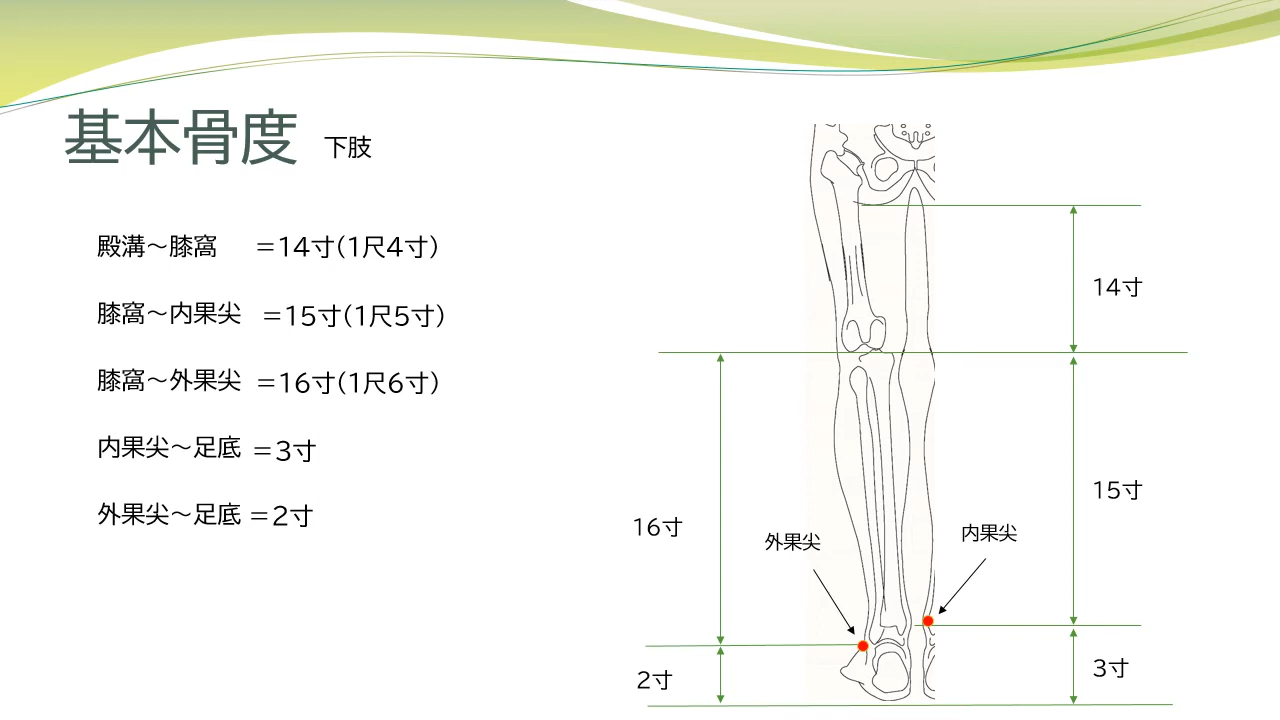 基本骨度 下肢
殿溝～膝窩 ＝14寸(1尺4寸)
膝窩～内果尖 ＝15寸(1尺5寸)
膝窩～外果尖 ＝16寸(1尺6寸)
内果尖～足底 ＝3寸
外果尖～足底 ＝2寸
14寸
15寸
16寸
外果尖
内果尖
2寸
3寸